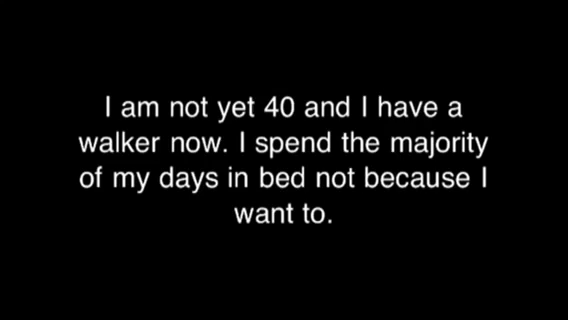 I am not yet 40 and I have a
walker now. I spend the majority
of my days in bed not because I
want to.